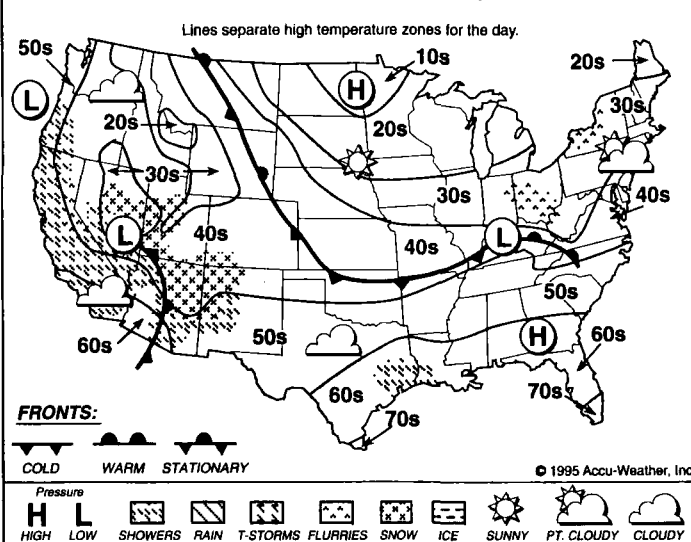 Lines separate high temperature zones for the day.
50s
10s
20s
L
H
20s
30s
20s
30s
30s
40s
L
40s
40s
L
50s
60s
50s
H
60s
60s
70s
70s
FRONTS:
COLD WARM STATIONARY
© 1995 Accu-Weather, Inc
Pressure
H L
HIGH LOW SHOWERS RAIN T-STORMS FLURRIES SNOW ICE SUNNY PT. CLOUDY CLOUDY